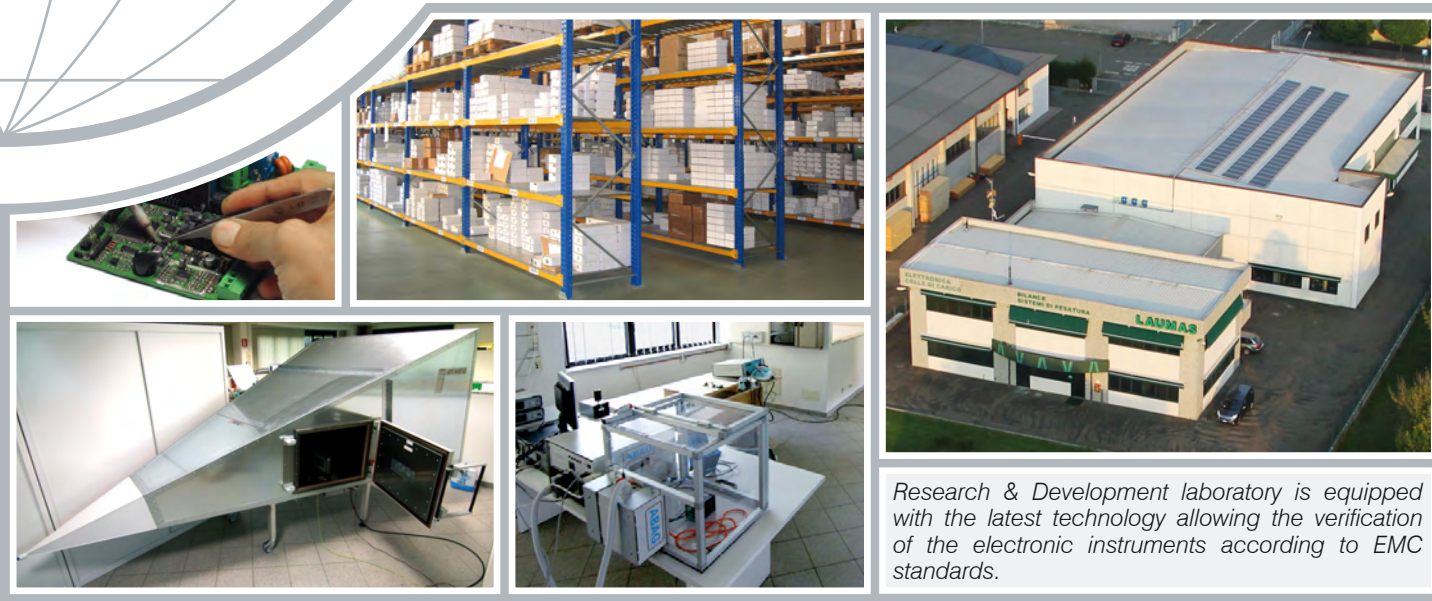 ELETTRONICA
CELLE DI CARICO
BILANCE
SISTEMI DI PESATURA
LAUMAS
ABAQ
Research & Development laboratory is equipped
with the latest technology allowing the verification
of the electronic instruments according to EMC
standards.